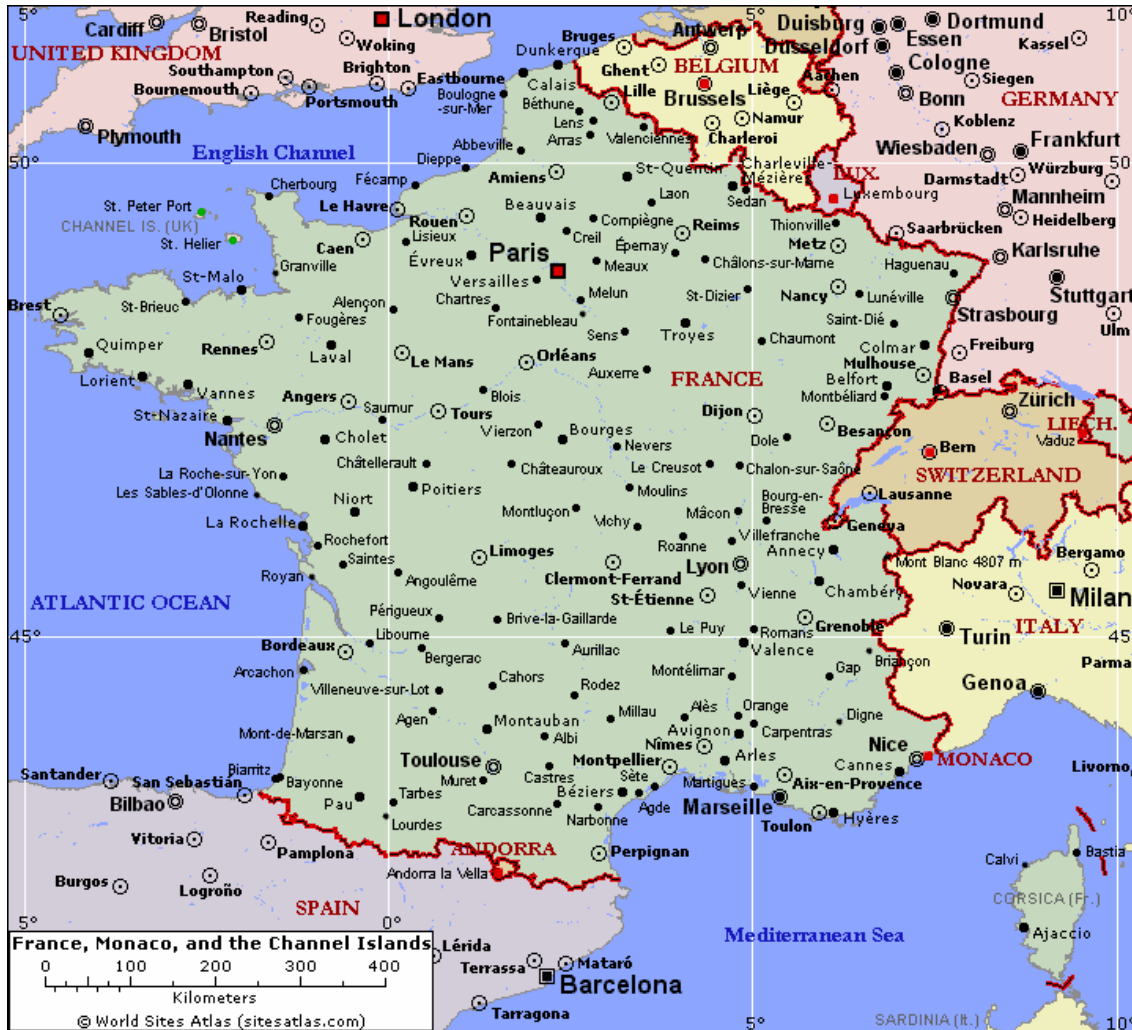 5°
5°
10°
London
Cardiff
Bristol
Reading
Woking
UNITED KINGDOM
Southampton
Brighton
Bournemouth
Portsmouth
Eastbourne
Plymouth
English Channel
Bruges
Antwerp
Duisburg
Dortmund
Essen
Düsseldorf
Kassel
Dunkerque
Ghent
BELGIUM
Cologne
Calais
Lille
Brussels
Liège
Aachen
Siegen
Boulogne
-sur-Mer
Béthune
Bonn
GERMANY
Lens
Namur
Koblenz
Arras
Valenciennes
Charleroi
Frankfurt
Abbeville
Wiesbaden
50°
50°
Dieppe
St-Quentin
Charleville-
Mézières
LUX.
Würzburg
Darmstadt
Fécamp
Amiens
Laon
Sedan
Luxembourg
Mannheim
Cherbourg
Le Havre
Beauvais
St. Peter Port
CHANNEL IS. (UK)
Rouen
Compiègne
Reims
Thionville
Heidelberg
Saarbrücken
St. Helier
Caen
Lisieux
Creil
Épernay
Metz
Karlsruhe
Évreux
Paris
Meaux
Châlons-sur-Marne
Granville
Haguenau
St-Malo
Versailles
Stuttgart
Brest
St-Brieuc
Alençon
Chartres
Melun
St-Dizier
Nancy
Lunéville
Strasbourg
Fougères
Fontainebleau
Ulm
Sens
Troyes
Saint-Dié
Quimper
Rennes
Laval
Le Mans
Orléans
Chaumont
Colmar
Freiburg
Auxerre
FRANCE
Mulhouse
Lorient
Vannes
Blois
Belfort
Basel
Montbéliard
Angers
Saumur
Zürich
St-Nazaire
Tours
Dijon
LIECH.
Nantes
Cholet
Vierzon
Bourges
Besançon
Dole
Bern
Vaduz
Nevers
Châtellerault
Châteauroux
Le Creusot
Chalon-sur-Saône
SWITZERLAND
La Roche-sur-Yon
Poitiers
Les Sables-d'Olonne
Moulins
Bourg-en-
Bresse
Lausanne
Niort
Montluçon
Mâcon
La Rochelle
Vichy
Geneva
Rochefort
Roanne
Villefranche
Annecy
Saintes
Limoges
Mont Blanc 4807 m
Bergamo
Royan
Angoulême
Clermont-Ferrand
Lyon
Novara
ATLANTIC OCEAN
St-Étienne
Vienne
Chambéry
Milan
Périgueux
Brive-la-Gaillarde
Grenoble
ITALY
Libourne
Le Puy
Romans
Turin
45°
45°
Bordeaux
Bergerac
Aurillac
Valence
Briançon
Parma
Arcachon
Cahors
Montélimar
Gap
Villeneuve-sur-Lot
Rodez
Genoa
Agen
Millau
Alès
Orange
Montauban
Avignon
Carpentras
Digne
Mont-de-Marsan
Albi
Nîmes
Nice
Toulouse
Montpellier
Arles
Cannes
MONACO
Santander
San Sebastián
Biarritz
Bayonne
Muret
Castres
Sète
Martigues
Aix-en-Provence
Livorno,
Bilbao
Pau
Tarbes
Béziers
Agde
Marseille
Carcassonne
Narbonne
Hyères
Toulon
Lourdes
Vitoria
Pamplona
ANDORRA
Perpignan
Calvi
Bastia
Burgos
Logroño
Andorra la Vella
CORSICA (Fr.)
SPAIN
5°
0°
5°
Mediterranean Sea
Ajaccio
France, Monaco, and the Channel Islands
Lérida
Terrassa
Mataró
0 100 200 300 400
Barcelona
Kilometers
Tarragona
© World Sites Atlas (sitesatlas.com)
SARDINIA (It.)
10°